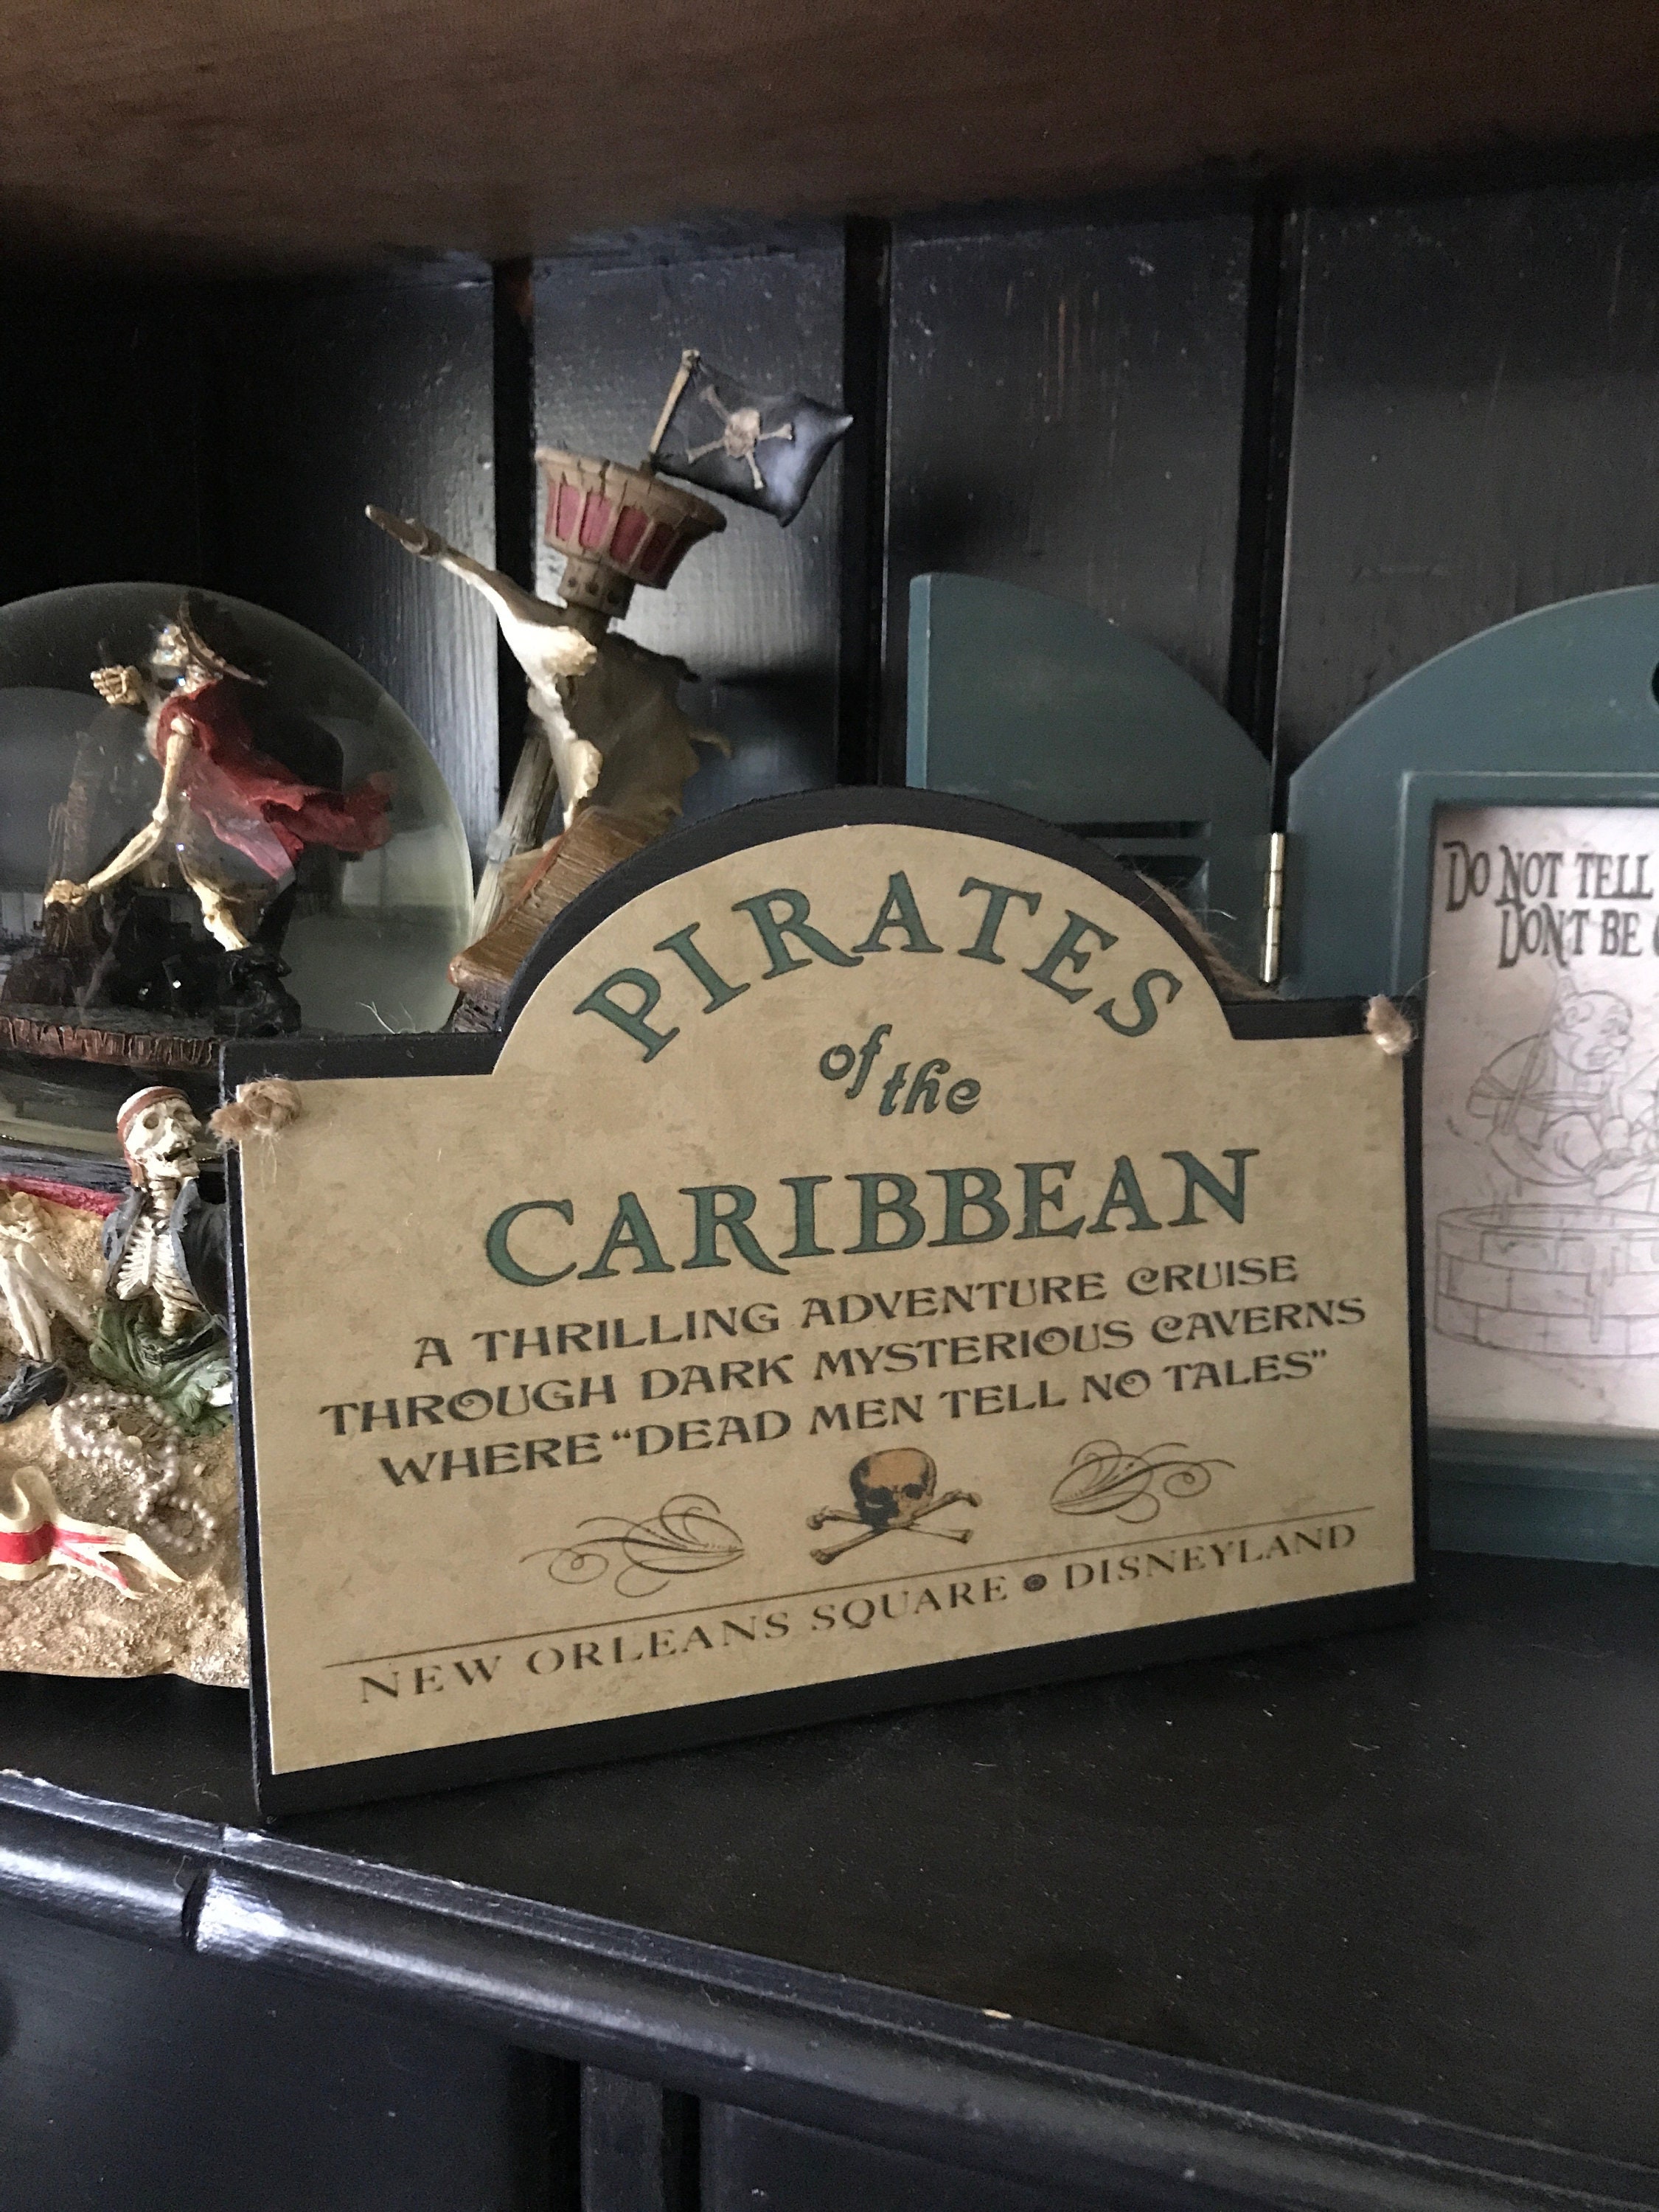 PIRATES
of the
CARIBBEAN
A THRILLING ADVENTURE CRUISE
THROUGH DARK MYSTERIOUS CAVERNS
WHERE “DEAD MEN TELL NO TALES”
NEW ORLEANS SQUARE • DISNEYLAND
DO NOT TELL
DON'T BE